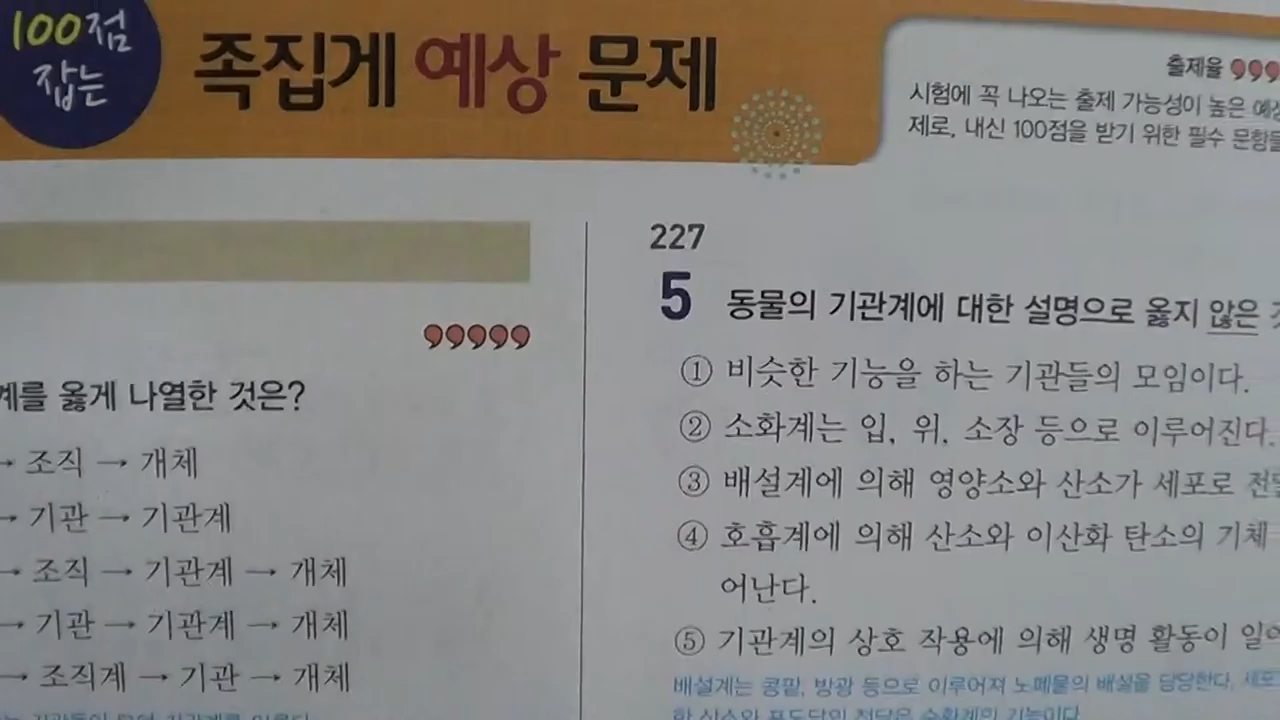 100점
잡는
족집게 예상 문제
출제율
시험에 꼭 나오는 출제 가능성이 높은 예상
제로, 내신 100점을 받기 위한 필수 문항들
계를 옳게 나열한 것은?
→ 조직 → 개체
→ 기관 → 기관계
→ 조직 → 기관계 → 개체
→ 기관 → 기관계 → 개체
→ 조직계 → 기관 → 개체
227
5 동물의 기관계에 대한 설명으로 옳지 않은
① 비슷한 기능을 하는 기관들의 모임이다.
② 소화계는 입, 위, 소장 등으로 이루어진다.
③ 배설계에 의해 영양소와 산소가 세포로
④ 호흡계에 의해 산소와 이산화 탄소의 기체
어난다.
⑤ 기관계의 상호 작용에 의해 생명 활동이
배설계는 콩팥, 방광 등으로 이루어져 노폐물의 배설을 담당한다.